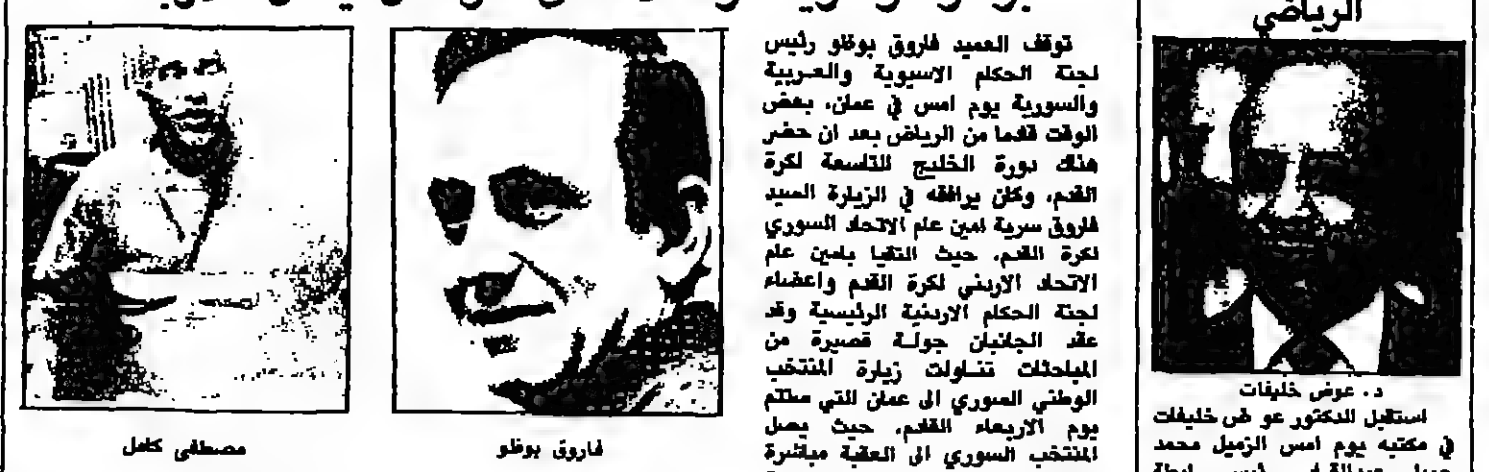 الرياضي
د. عوض خليفات
استقبل الدكتور عو ض خليفات
في مكتبه يوم امس الزميل محمد
توقف العميد فاروق بوظو رئيس
لجنة الحكام الاسيوية والعربية
والسورية يوم امس في عمان، بعض
الوقت قادما من الرياض بعد ان حضر
هناك دورة الخليج التاسعة لكرة
القدم، وكان يرافقه في الزيارة السيد
فاروق سرية امين عام الاتحاد السوري
لكرة القدم، حيث التقيا بامين عام
الاتحاد الاردني لكرة القدم واعضاء
لجنة الحكام الاردنية الرئيسية وقد
عقد الجانبان جولة قصيرة من
المباحثات تناولت زيارة المنتخب
الوطني السوري الى عمان التي ستتم
يوم الاربعاء القادم، حيث يصل
المنتخب السوري الى العقبة مباشرة
فاروق بوظو
مصطفى كامل